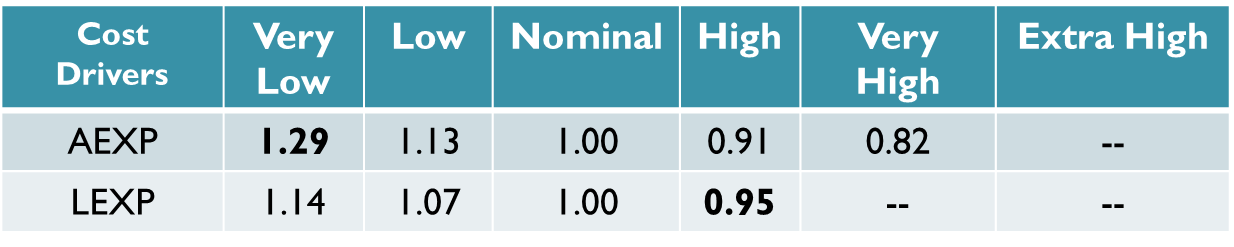 Cost Drivers Very Low Low Nominal High Very High Extra High
AEXP 1.29 1.13 1.00 0.91 0.82 --
LEXP 1.14 1.07 1.00 0.95 -- --